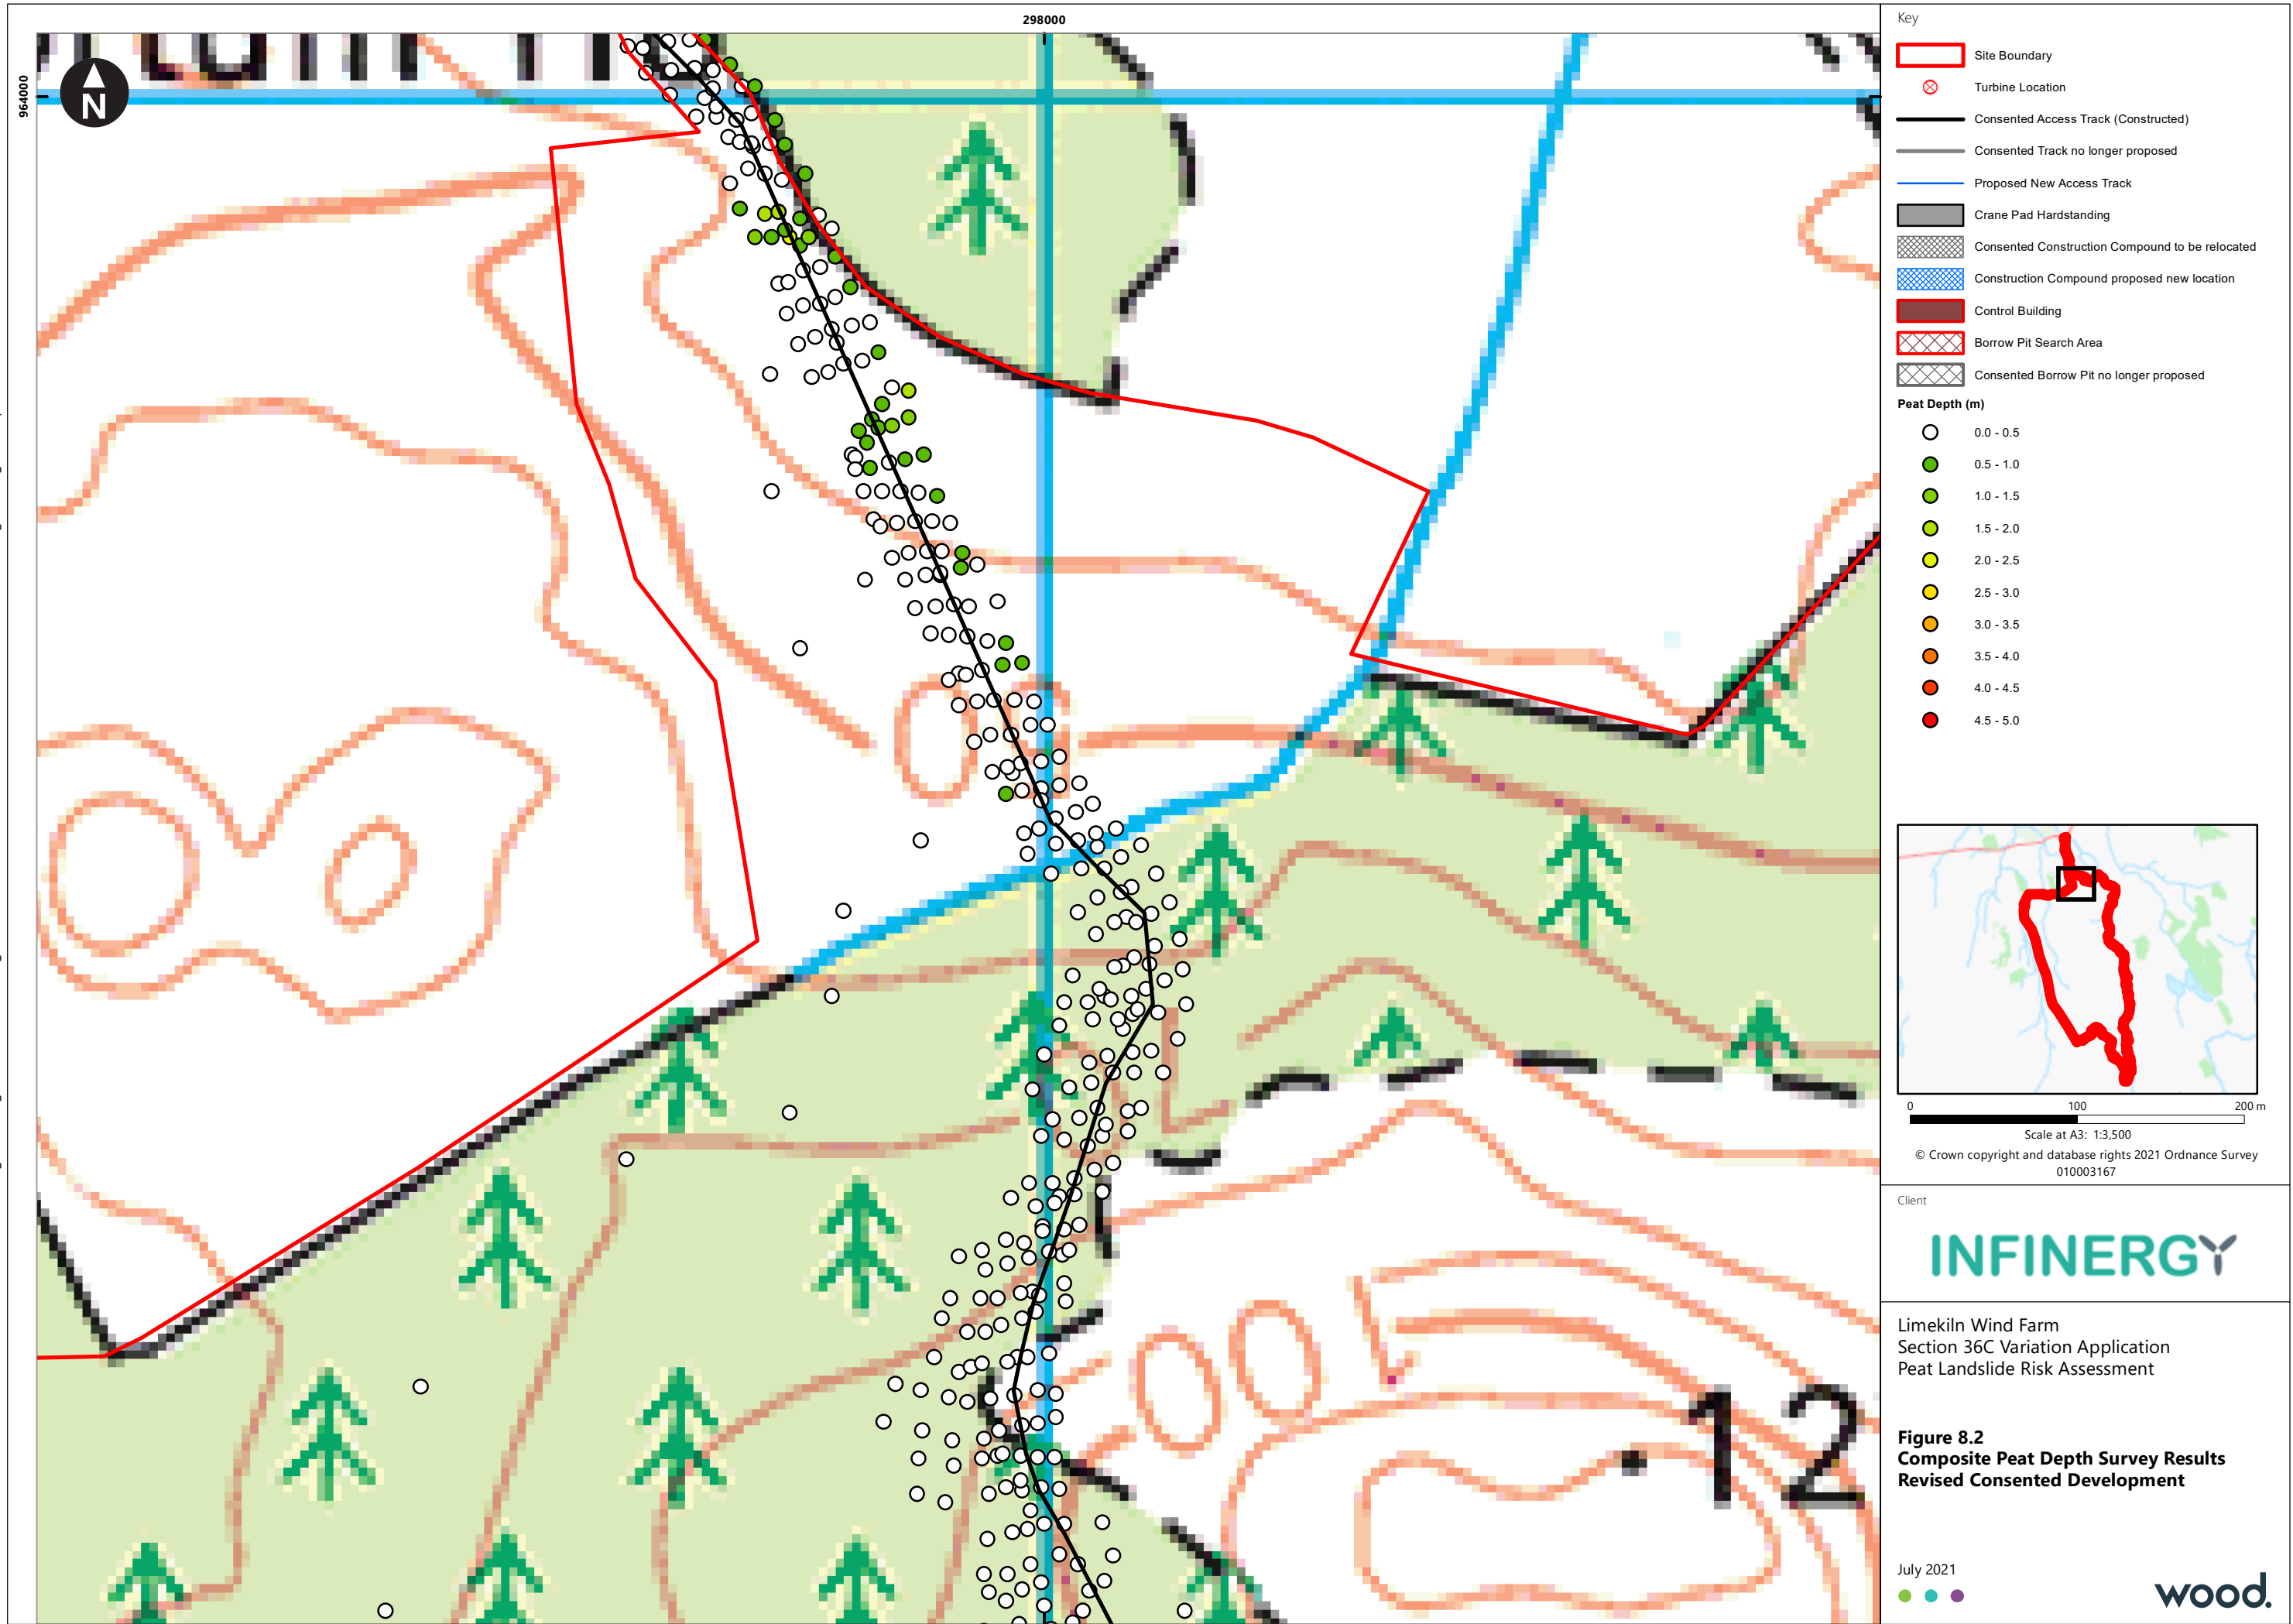 298000
964000
N
12
Key
Site Boundary
Turbine Location
Consented Access Track (Constructed)
Consented Track no longer proposed
Proposed New Access Track
Crane Pad Hardstanding
Consented Construction Compound to be relocated
Construction Compound proposed new location
Control Building
Borrow Pit Search Area
Consented Borrow Pit no longer proposed
Peat Depth (m)
0.0 - 0.5
0.5 - 1.0
1.0 - 1.5
1.5 - 2.0
2.0 - 2.5
2.5 - 3.0
3.0 - 3.5
3.5 - 4.0
4.0 - 4.5
4.5 - 5.0
0 100 200 m
Scale at A3: 1:3,500
© Crown copyright and database rights 2021 Ordnance Survey
010003167
Client
INFINERGY
Limekiln Wind Farm
Section 36C Variation Application
Peat Landslide Risk Assessment
Figure 8.2
Composite Peat Depth Survey Results
Revised Consented Development
July 2021
wood.